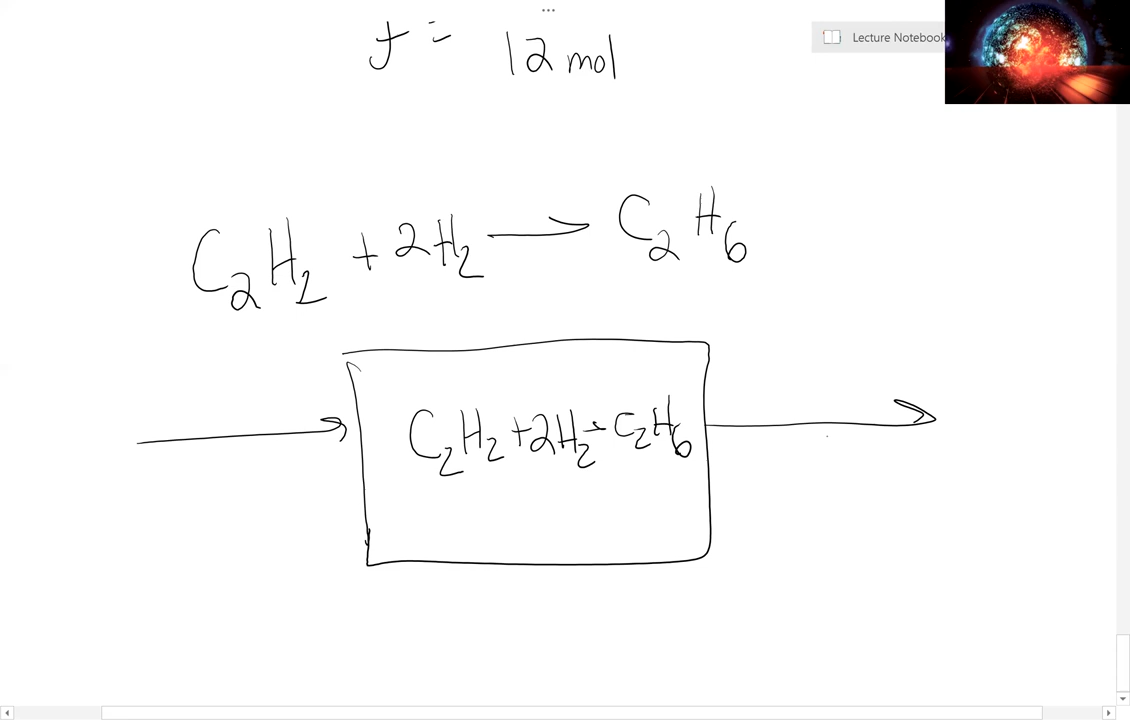 Lecture Notebook
f =
12 mol
C₂H₂ + 2H₂ → C₂H₆
C₂H₂ + 2H₂ → C₂H₆